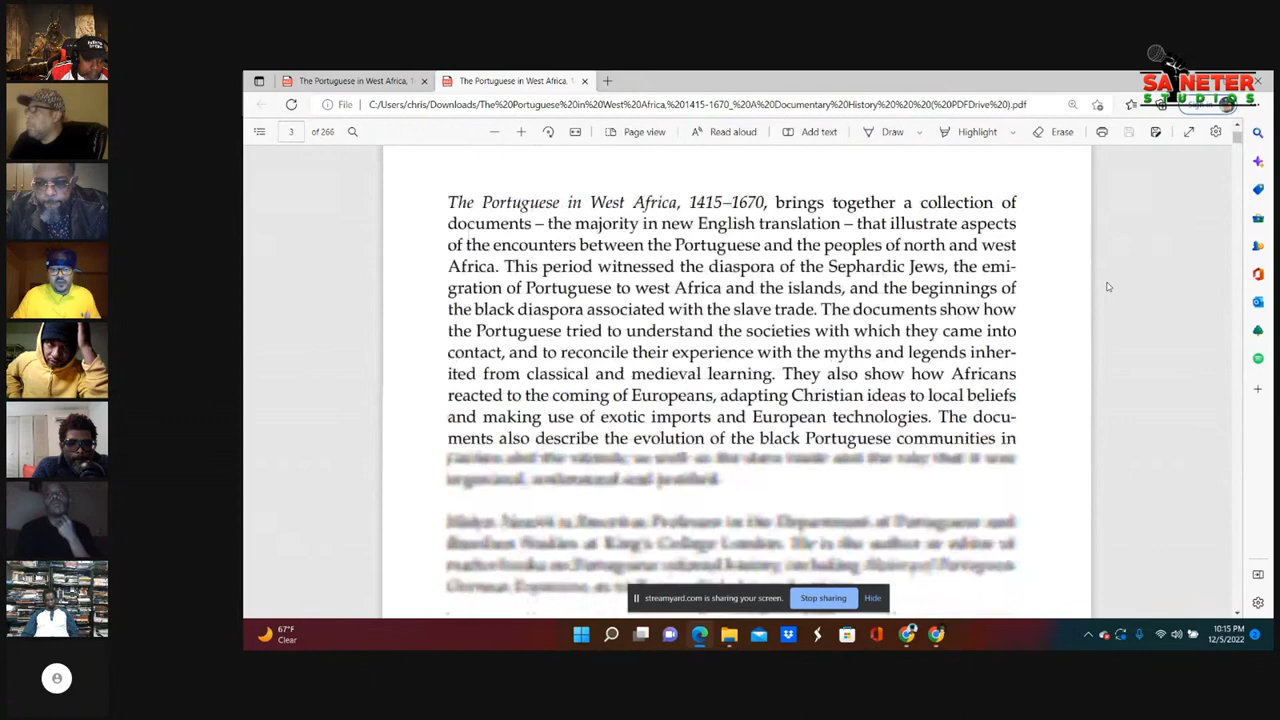 SANETER
STUDIOS
The Portuguese in West Africa, 1
The Portuguese in West Africa, 1
File
C:/Users/chris/Downloads/The%20Portuguese%20in%20West%20Africa,%201415-1670_%20A%20Documentary%20History%20%20%20(%20PDFDrive%20).pdf
3 of 266
Page view
Read aloud
Add text
Draw
Highlight
Erase
The Portuguese in West Africa, 1415–1670, brings together a collection of
documents – the majority in new English translation – that illustrate aspects
of the encounters between the Portuguese and the peoples of north and west
Africa. This period witnessed the diaspora of the Sephardic Jews, the emi-
gration of Portuguese to west Africa and the islands, and the beginnings of
the black diaspora associated with the slave trade. The documents show how
the Portuguese tried to understand the societies with which they came into
contact, and to reconcile their experience with the myths and legends inher-
ited from classical and medieval learning. They also show how Africans
reacted to the coming of Europeans, adapting Christian ideas to local beliefs
and making use of exotic imports and European technologies. The docu-
ments also describe the evolution of the black Portuguese communities in
streamyard.com is sharing your screen.
Stop sharing
Hide
67°F
Clear
10:15 PM
12/5/2022